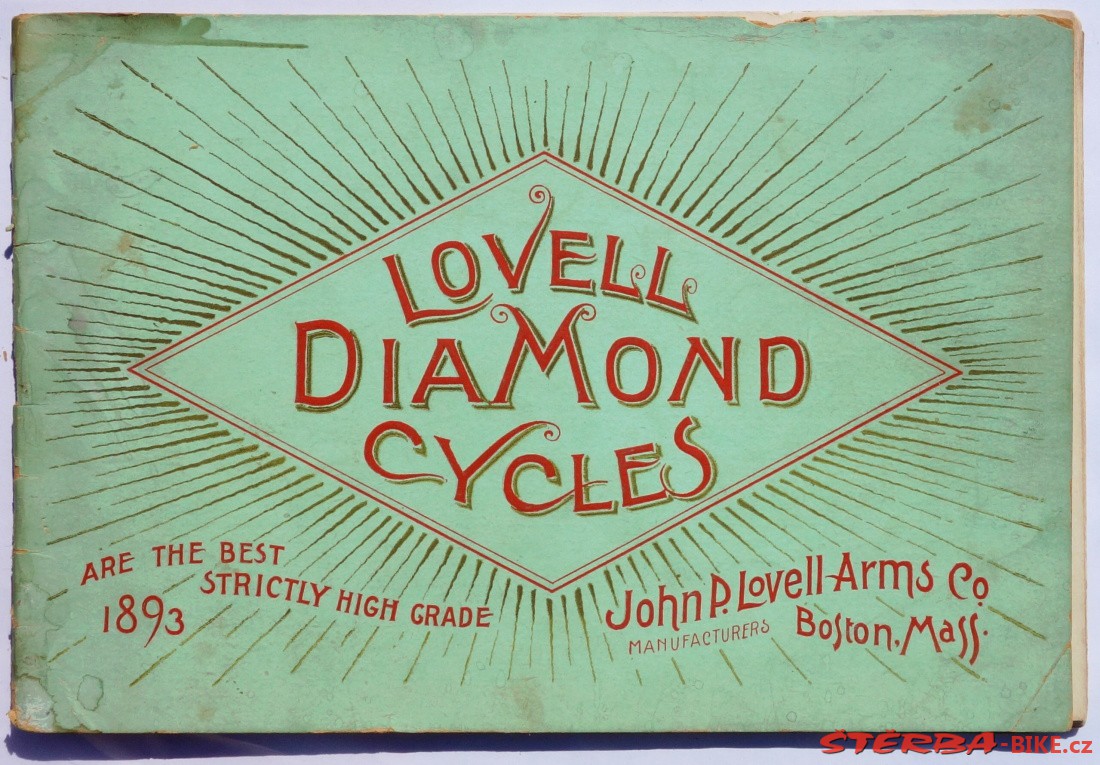 LOVELL
DIAMOND
CYCLES
ARE THE BEST
STRICTLY HIGH GRADE
1893
John P. Lovell Arms Co
MANUFACTURERS
Boston, Mass.
STERBA-BIKE.cz